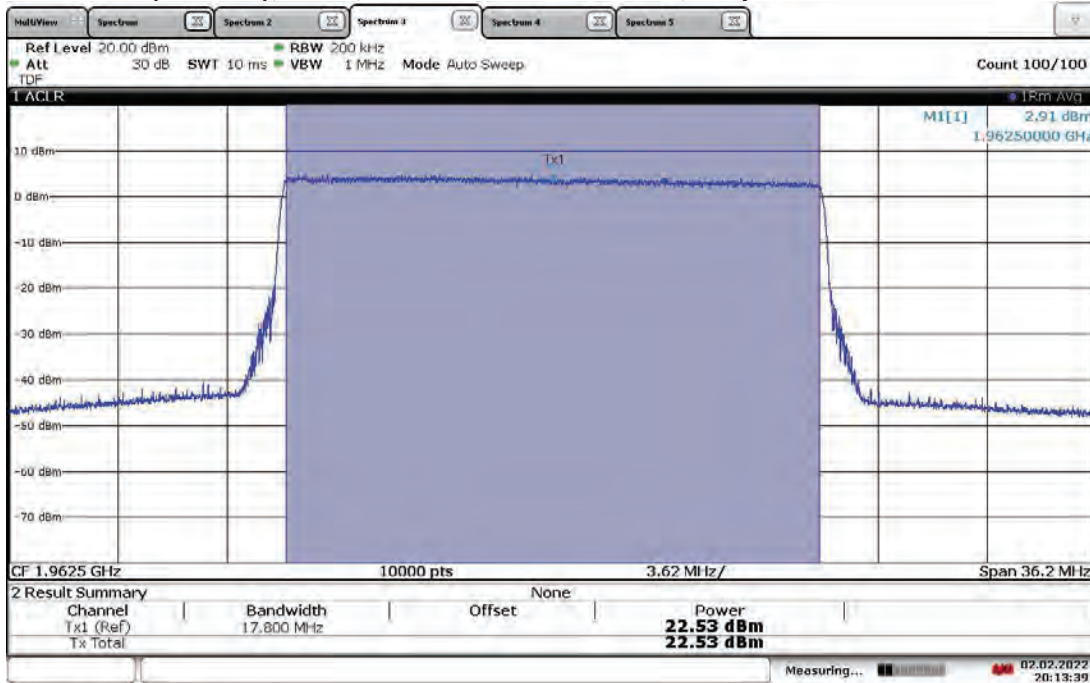 MultiView Spectrum Spectrum 2 Spectrum 3 Spectrum 4 Spectrum 5
Ref Level 20.00 dBm RBW 200 kHz
Att 30 dB SWT 10 ms VBW 1 MHz Mode Auto Sweep Count 100/100
TDF
1 ACLR 1Rm Avg
M1[1] 2.91 dBm
1.96250000 GHz
10 dBm
Tx1
0 dBm
-10 dBm
-20 dBm
-30 dBm
-40 dBm
-50 dBm
-60 dBm
-70 dBm
CF 1.9625 GHz 10000 pts 3.62 MHz/ Span 36.2 MHz
2 Result Summary None
Channel Bandwidth Offset Power
Tx1 (Ref) 17.800 MHz 22.53 dBm
Tx Total 22.53 dBm
Measuring... 02.02.2022
20:13:39